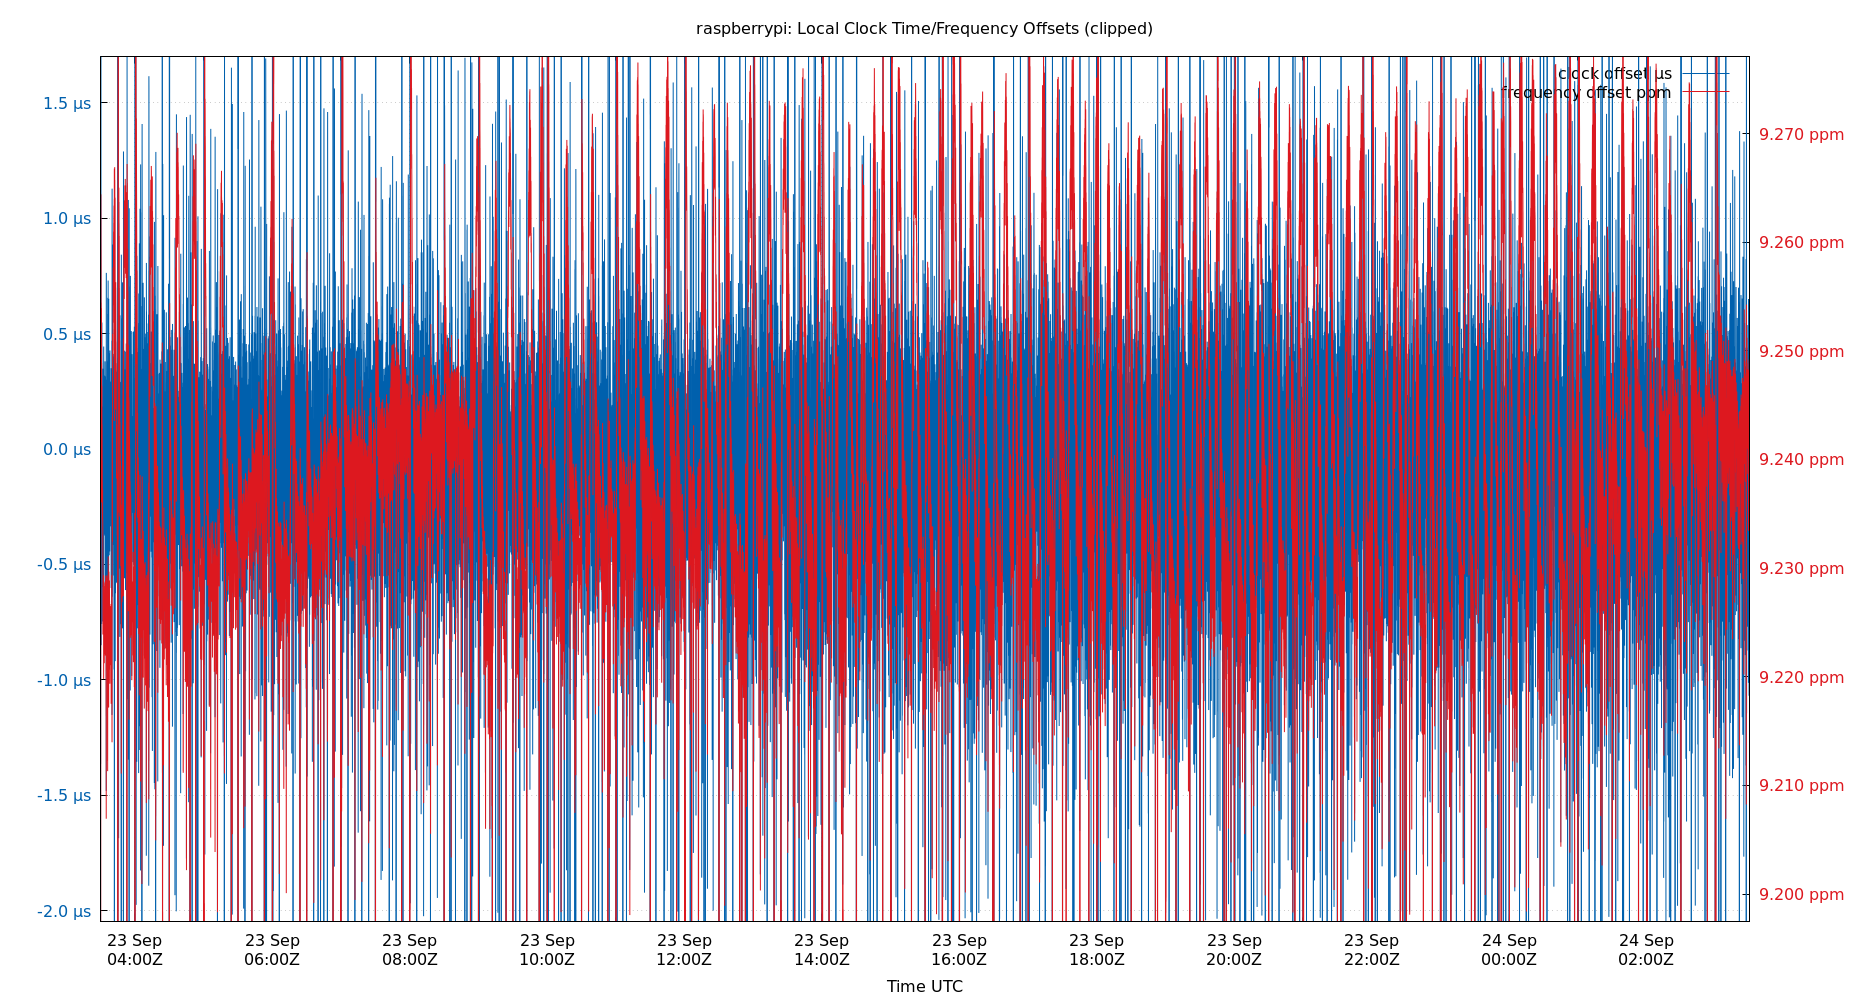 raspberrypi: Local Clock Time/Frequency Offsets (clipped)
clock offset µs
frequency offset ppm
1.5 µs
1.0 µs
0.5 µs
0.0 µs
-0.5 µs
-1.0 µs
-1.5 µs
-2.0 µs
9.270 ppm
9.260 ppm
9.250 ppm
9.240 ppm
9.230 ppm
9.220 ppm
9.210 ppm
9.200 ppm
23 Sep 23 Sep 23 Sep 23 Sep 23 Sep 23 Sep 23 Sep 23 Sep 23 Sep 23 Sep 24 Sep 24 Sep
04:00Z 06:00Z 08:00Z 10:00Z 12:00Z 14:00Z 16:00Z 18:00Z 20:00Z 22:00Z 00:00Z 02:00Z
Time UTC